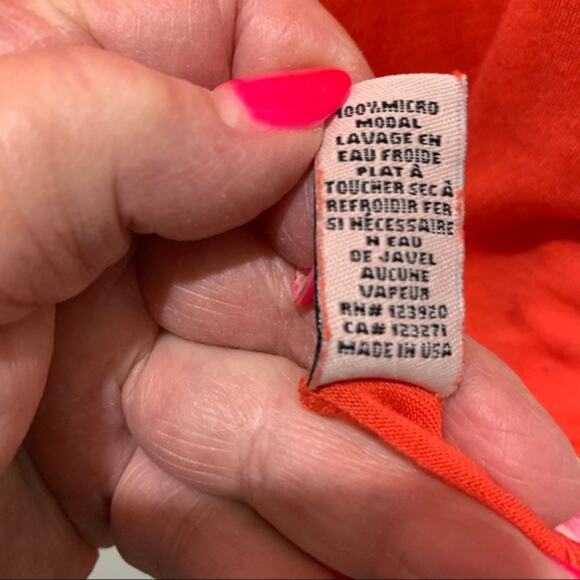 100% MICRO
MODAL
LAVAGE EN
EAU FROIDE
PLAT À
TOUCHER SEC À
REFROIDIR FER
SI NÉCESSAIRE
N EAU
DE JAVEL
AUCUNE
VAPEUR
RN# 123920
CA# 123271
MADE IN USA